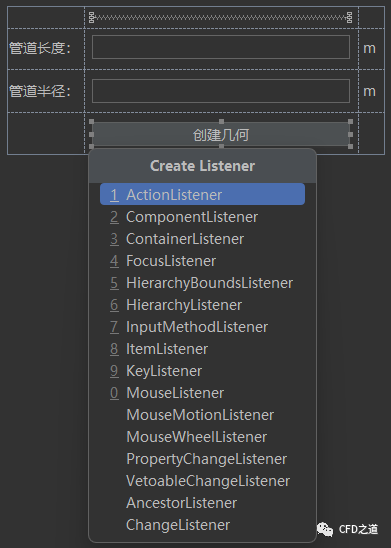 管道长度： m
管道半径： m
创建几何
Create Listener
1 ActionListener
2 ComponentListener
3 ContainerListener
4 FocusListener
5 HierarchyBoundsListener
6 HierarchyListener
7 InputMethodListener
8 ItemListener
9 KeyListener
0 MouseListener
MouseMotionListener
MouseWheelListener
PropertyChangeListener
VetoableChangeListener
AncestorListener
ChangeListener
CFD之道